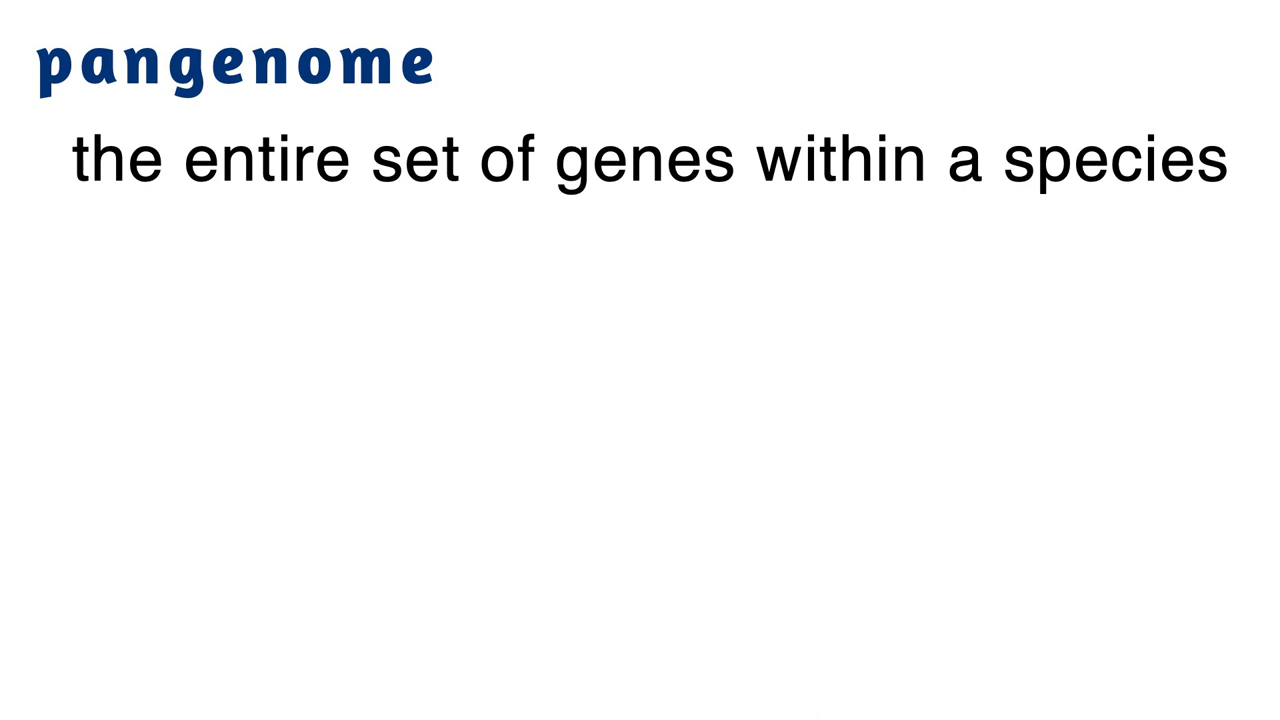 pangenome
the entire set of genes within a species